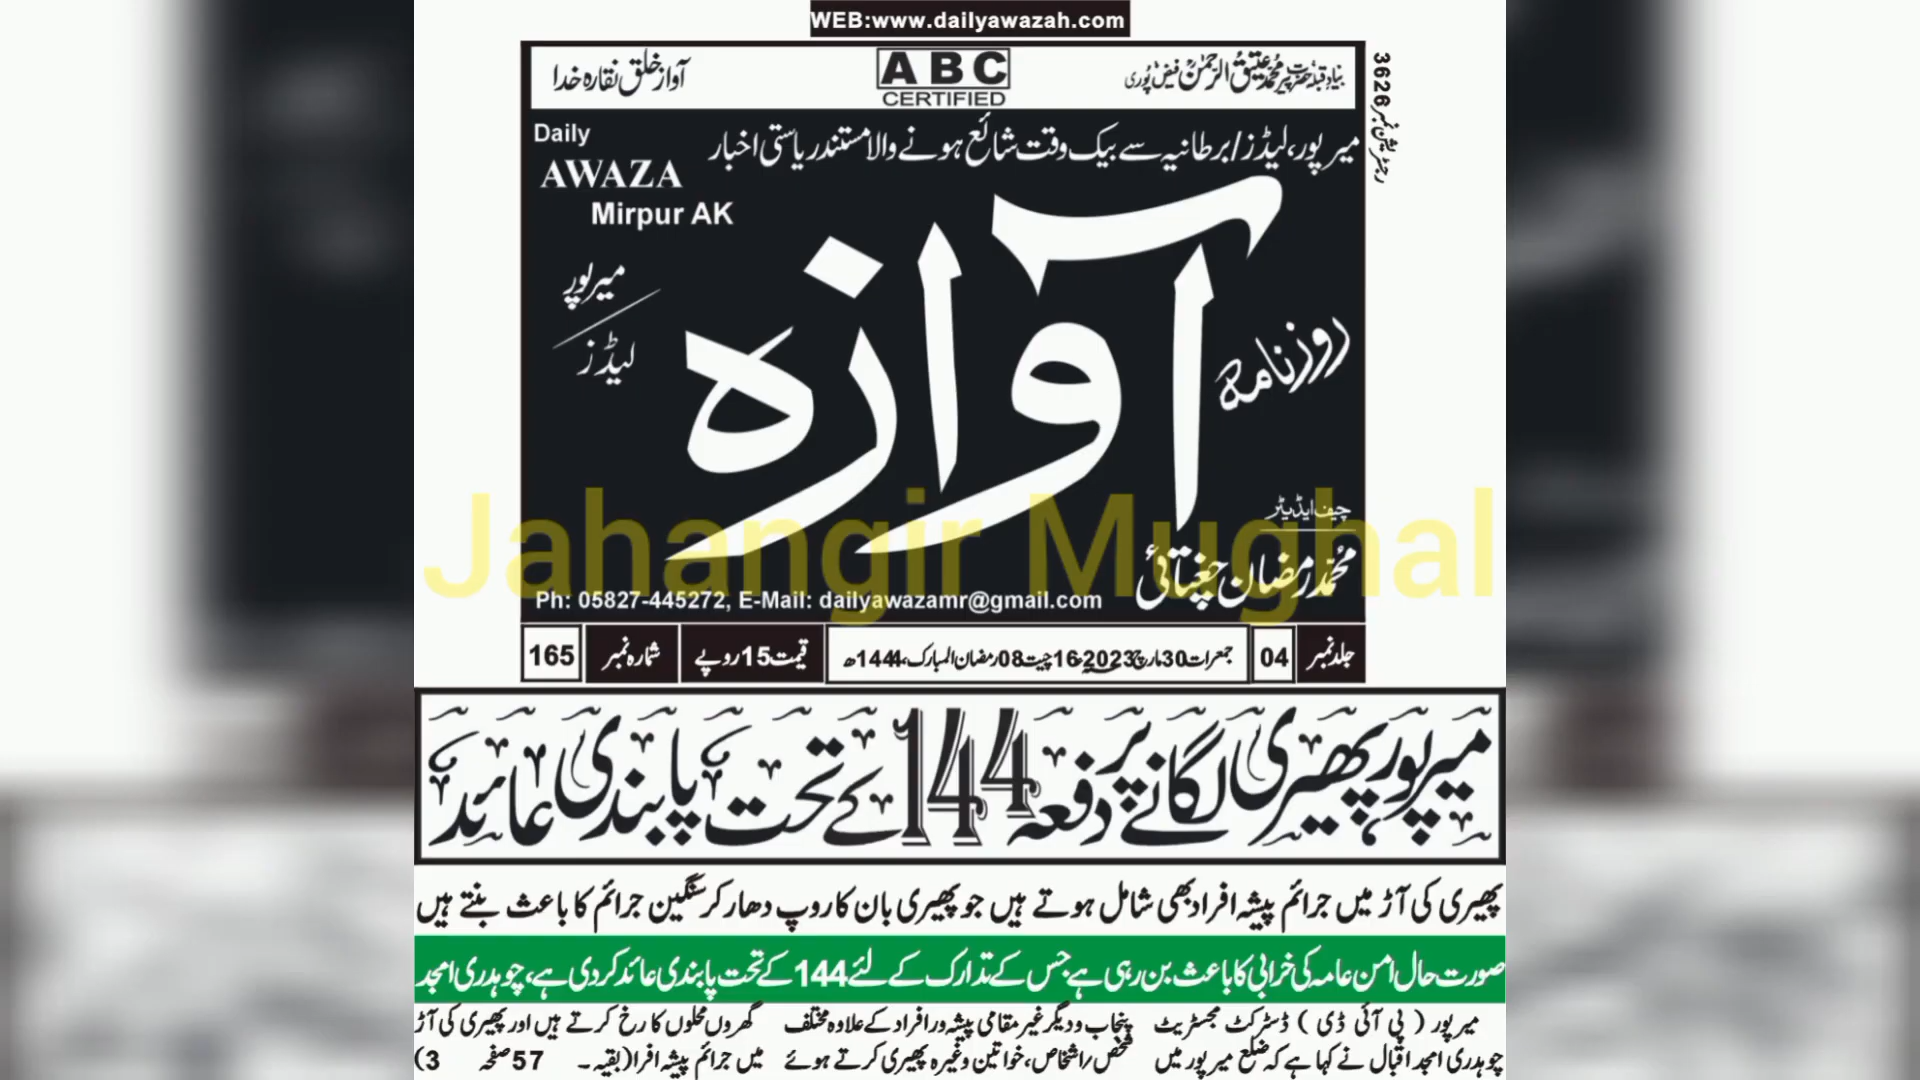 WEB:www.dailyawazah.com
بیاد قبلہ حضرت پیر محمد عتیق الرحمٰن فیض پوری
ABC
CERTIFIED
آواز خلق نقارہ خدا
رجسٹریشن نمبر 3626
میرپور، لیڈز/برطانیہ سے بیک وقت شائع ہونے والا مستند ریاستی اخبار
Daily
AWAZA
Mirpur AK
روزنامہ
آوازہ
میرپور
لیڈز
چیف ایڈیٹر
محمد رمضان چغتائی
Jahangir Mughal
Ph: 05827-445272, E-Mail: dailyawazamr@gmail.com
جلد نمبر 04 جمعرات 30 مارچ 2023ء 16 چیت 08 رمضان المبارک، 1444ھ قیمت 15 روپے شمارہ نمبر 165
میرپور، پھیری لگانے پر دفعہ 144 کے تحت پابندی عائد
پھیری کی آڑ میں جرائم پیشہ افراد بھی شامل ہوتے ہیں جو پھیری بان کا روپ دھار کر سنگین جرائم کا باعث بنتے ہیں
صورت حال امن عامہ کی خرابی کا باعث بن رہی ہے جس کے تدارک کے لئے 144 کے تحت پابندی عائد کر دی ہے، چوہدری امجد
میرپور ( پی آئی ڈی ) ڈسٹرکٹ مجسٹریٹ
چوہدری امجد اقبال نے کہا ہے کہ ضلع میرپور میں
پنجاب و دیگر غیر مقامی پیشہ ور افراد کے علاوہ مختلف
شخص/اشخاص، خواتین وغیرہ پھیری کرتے ہوئے
گھروں محلوں کا رخ کرتے ہیں اور پھیری کی آڑ
میں جرائم پیشہ افرا (بقیہ۔ 57 صفحہ 3)